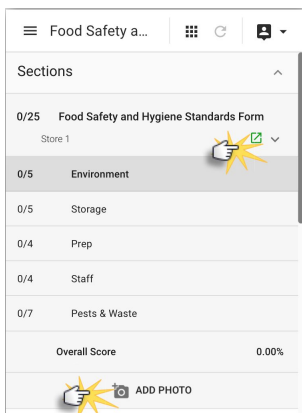 Food Safety a...
Sections
0/25 Food Safety and Hygiene Standards Form
Store 1
0/5 Environment
0/5 Storage
0/4 Prep
0/4 Staff
0/7 Pests & Waste
Overall Score 0.00%
ADD PHOTO